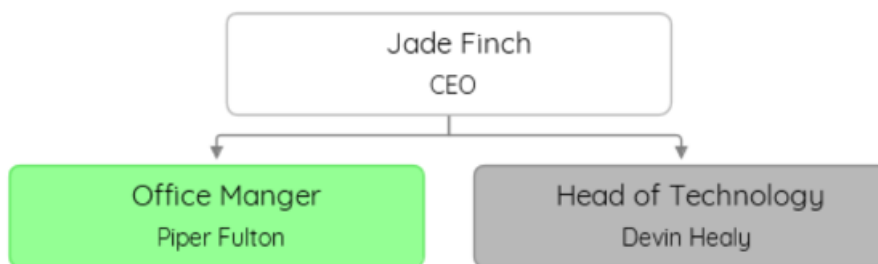 Jade Finch
CEO
Office Manger
Piper Fulton
Head of Technology
Devin Healy